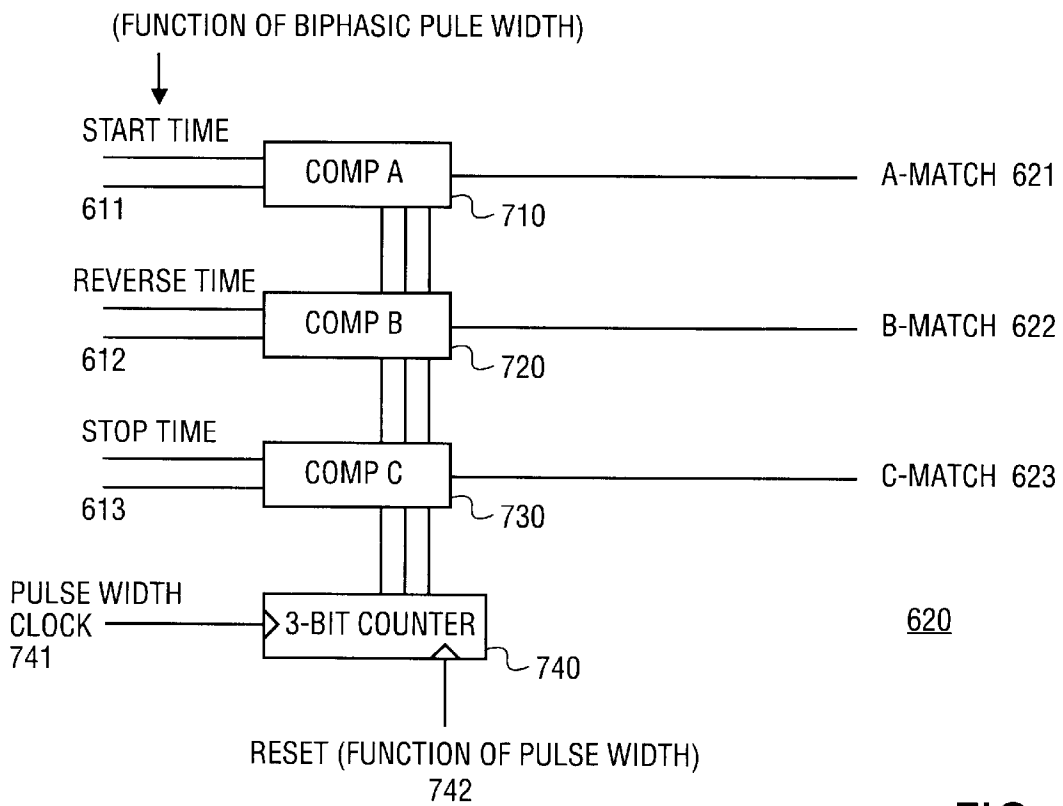 (FUNCTION OF BIPHASIC PULE WIDTH)
START TIME
611
COMP A
710
A-MATCH 621
REVERSE TIME
612
COMP B
720
B-MATCH 622
STOP TIME
613
COMP C
730
C-MATCH 623
PULSE WIDTH
CLOCK
741
3-BIT COUNTER
740
620
RESET (FUNCTION OF PULSE WIDTH)
742